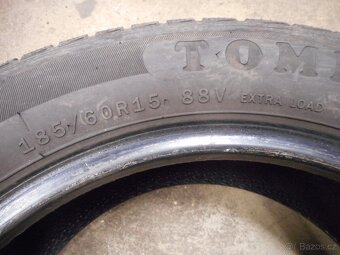 TOM
185/60R15 88V EXTRA LOAD
Bazos.cz